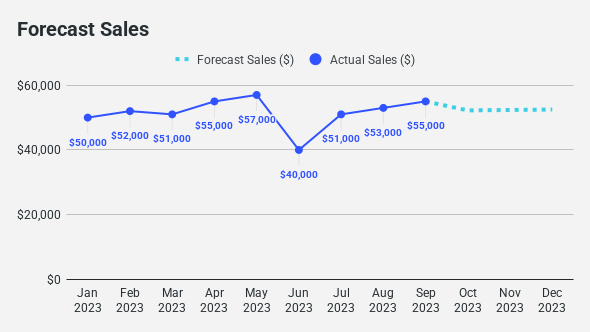 Forecast Sales
Forecast Sales ($) Actual Sales ($)
$60,000
$40,000
$20,000
$0
$50,000 $52,000 $51,000 $55,000 $57,000 $40,000 $51,000 $53,000 $55,000
Jan Feb Mar Apr May Jun Jul Aug Sep Oct Nov Dec
2023 2023 2023 2023 2023 2023 2023 2023 2023 2023 2023 2023